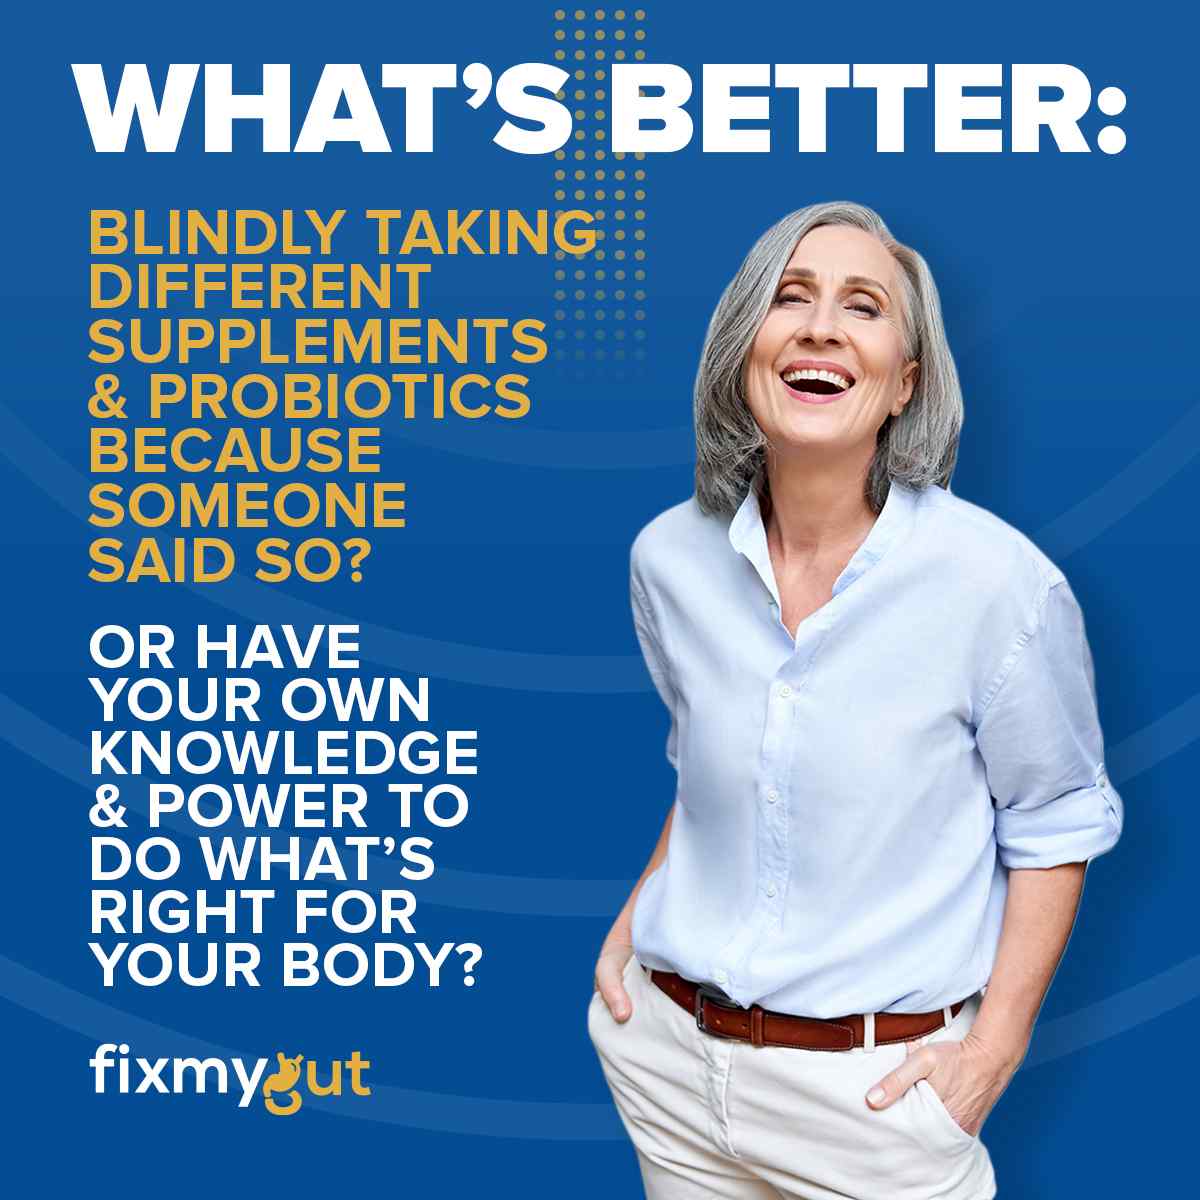 WHAT'S BETTER:
BLINDLY TAKING
DIFFERENT
SUPPLEMENTS
& PROBIOTICS
BECAUSE
SOMEONE
SAID SO?
OR HAVE
YOUR OWN
KNOWLEDGE
& POWER TO
DO WHAT'S
RIGHT FOR
YOUR BODY?
fixmygut